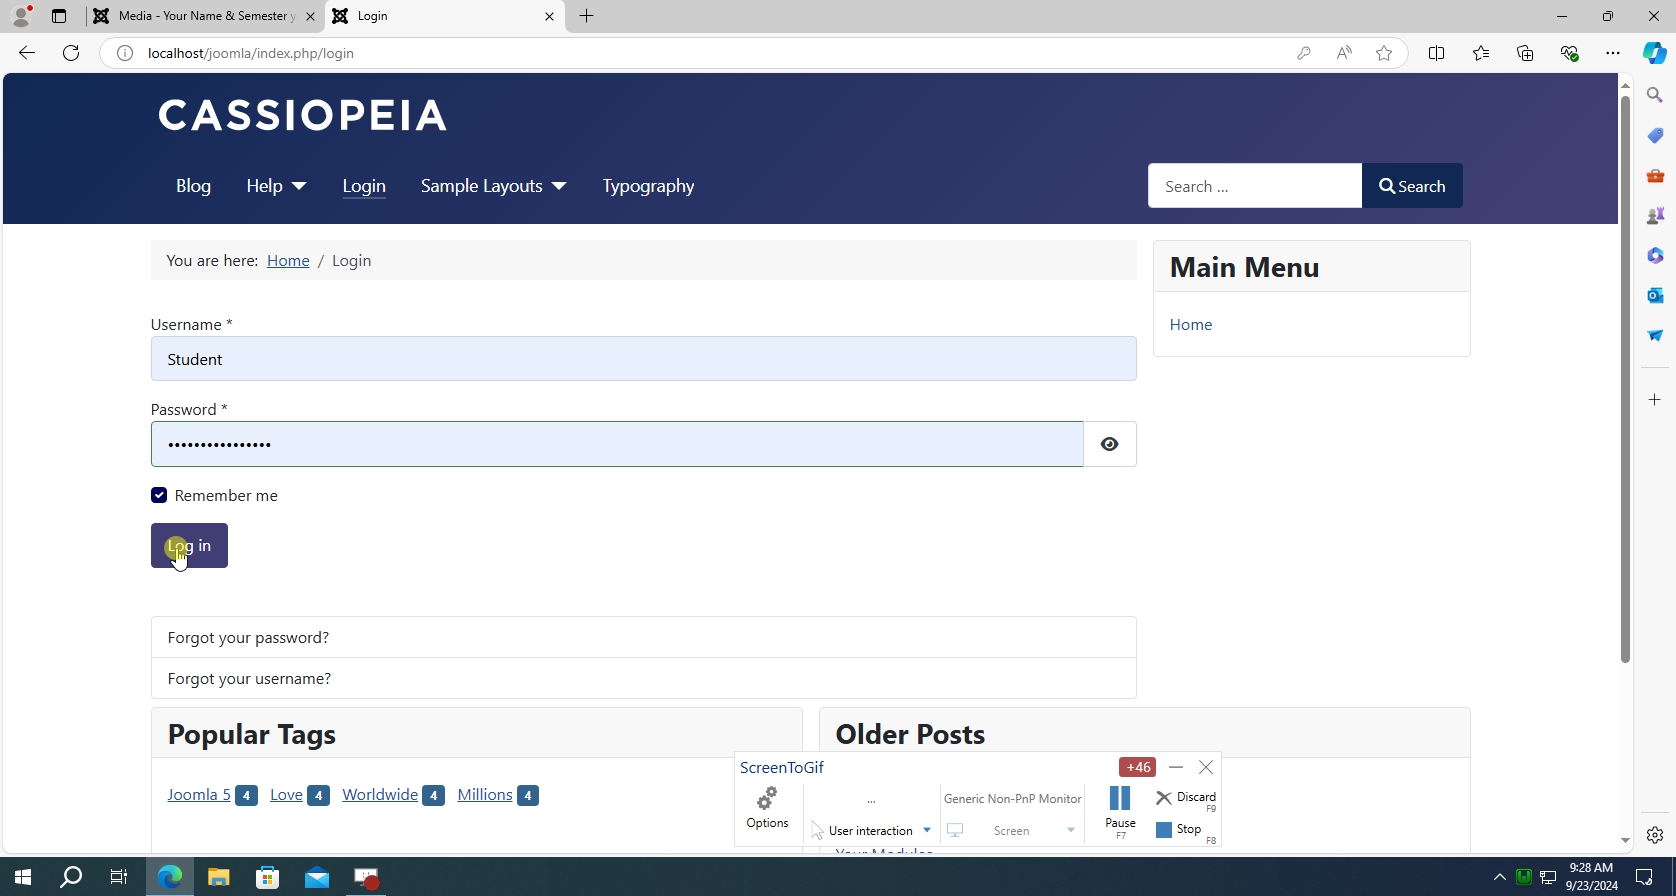 Media - Your Name & Semester y
Login
localhost/joomla/index.php/login
CASSIOPEIA
Blog
Help
Login
Sample Layouts
Typography
Search ...
Search
You are here: Home / Login
Main Menu
Home
Username *
Student
Password *
••••••••••••••••
Remember me
Log in
Forgot your password?
Forgot your username?
Popular Tags
Older Posts
Joomla 5 4 Love 4 Worldwide 4 Millions 4
ScreenToGif
+46
Options
...
User interaction
Generic Non-PnP Monitor
Screen
Pause
F7
Discard
F9
Stop
F8
Your Modules
9:28 AM
9/23/2024